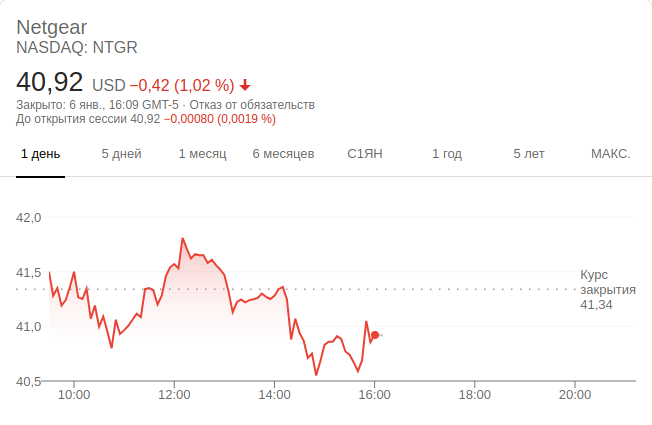 Netgear
NASDAQ: NTGR
40,92 USD −0,42 (1,02 %)
Закрыто: 6 янв., 16:09 GMT-5 · Отказ от обязательств
До открытия сессии 40,92 −0,00080 (0,0019 %)
1 день 5 дней 1 месяц 6 месяцев С1ЯН 1 год 5 лет МАКС.
42,0
41,5
Курс
закрытия
41,34
41,0
40,5
10:00 12:00 14:00 16:00 18:00 20:00